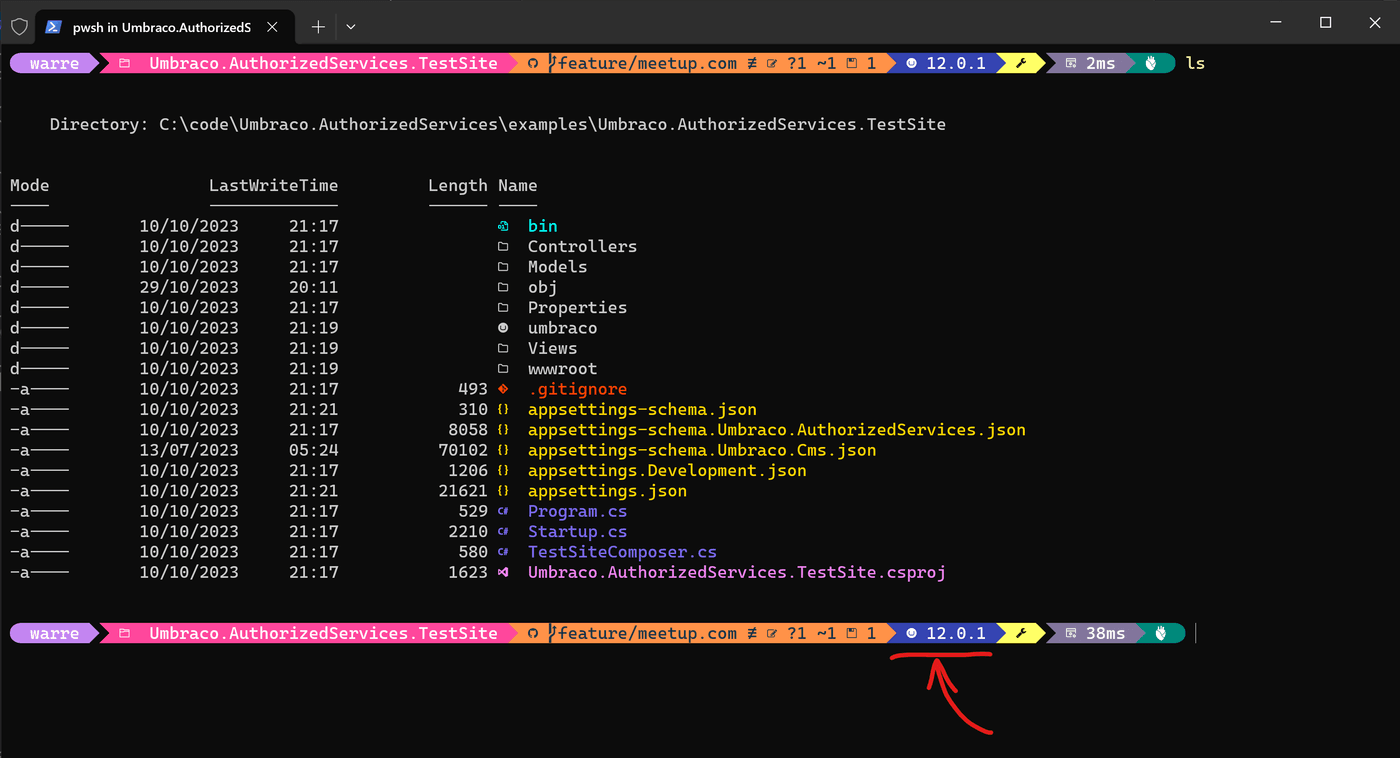 pwsh in Umbraco.AuthorizedS
warre Umbraco.AuthorizedServices.TestSite feature/meetup.com ≢ ?1 ~1 1 12.0.1 2ms ls
Directory: C:\code\Umbraco.AuthorizedServices\examples\Umbraco.AuthorizedServices.TestSite
Mode LastWriteTime Length Name
d———— 10/10/2023 21:17 bin
d———— 10/10/2023 21:17 Controllers
d———— 10/10/2023 21:17 Models
d———— 29/10/2023 20:11 obj
d———— 10/10/2023 21:17 Properties
d———— 10/10/2023 21:19 umbraco
d———— 10/10/2023 21:19 Views
d———— 10/10/2023 21:19 wwwroot
-a——— 10/10/2023 21:17 493 .gitignore
-a——— 10/10/2023 21:21 310 {} appsettings-schema.json
-a——— 10/10/2023 21:17 8058 {} appsettings-schema.Umbraco.AuthorizedServices.json
-a——— 13/07/2023 05:24 70102 {} appsettings-schema.Umbraco.Cms.json
-a——— 10/10/2023 21:17 1206 {} appsettings.Development.json
-a——— 10/10/2023 21:21 21621 {} appsettings.json
-a——— 10/10/2023 21:17 529 C# Program.cs
-a——— 10/10/2023 21:17 2210 C# Startup.cs
-a——— 10/10/2023 21:17 580 C# TestSiteComposer.cs
-a——— 10/10/2023 21:17 1623 Umbraco.AuthorizedServices.TestSite.csproj
warre Umbraco.AuthorizedServices.TestSite feature/meetup.com ≢ ?1 ~1 1 12.0.1 38ms